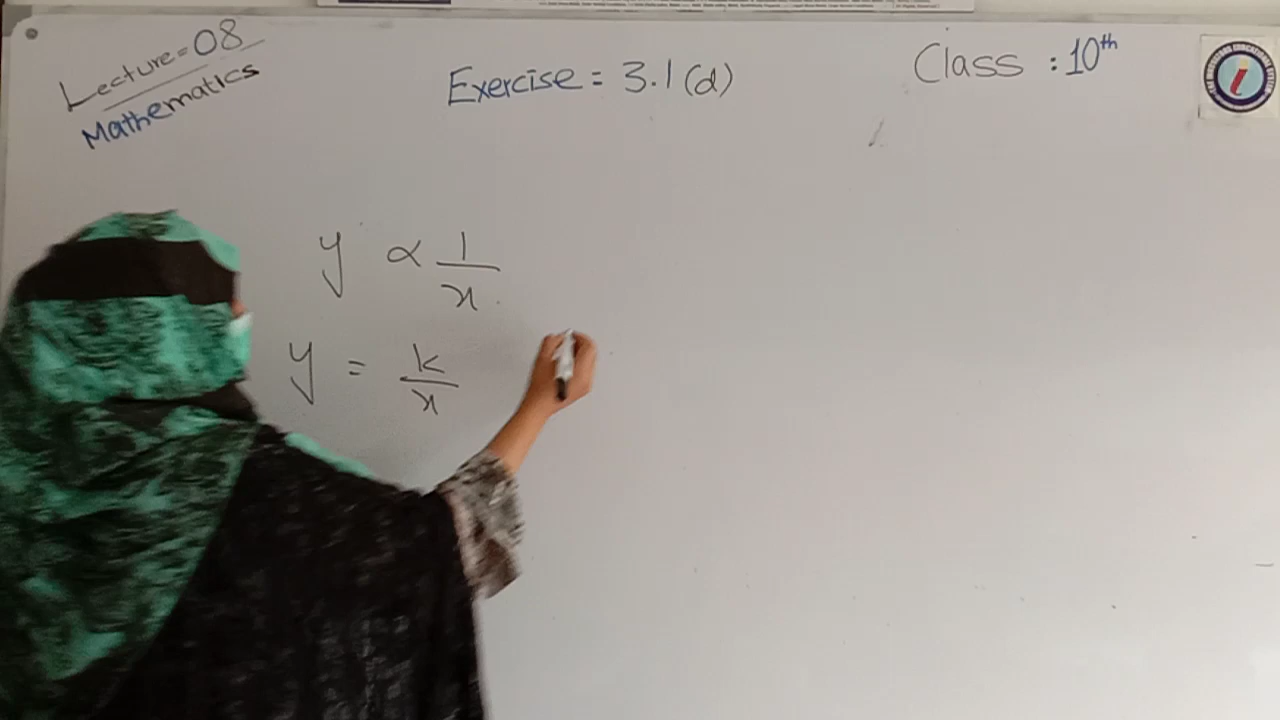 Lecture = 08
Mathematics
Exercise = 3.1 (d)
Class : 10th
y ∝ 1/x
y = k/x